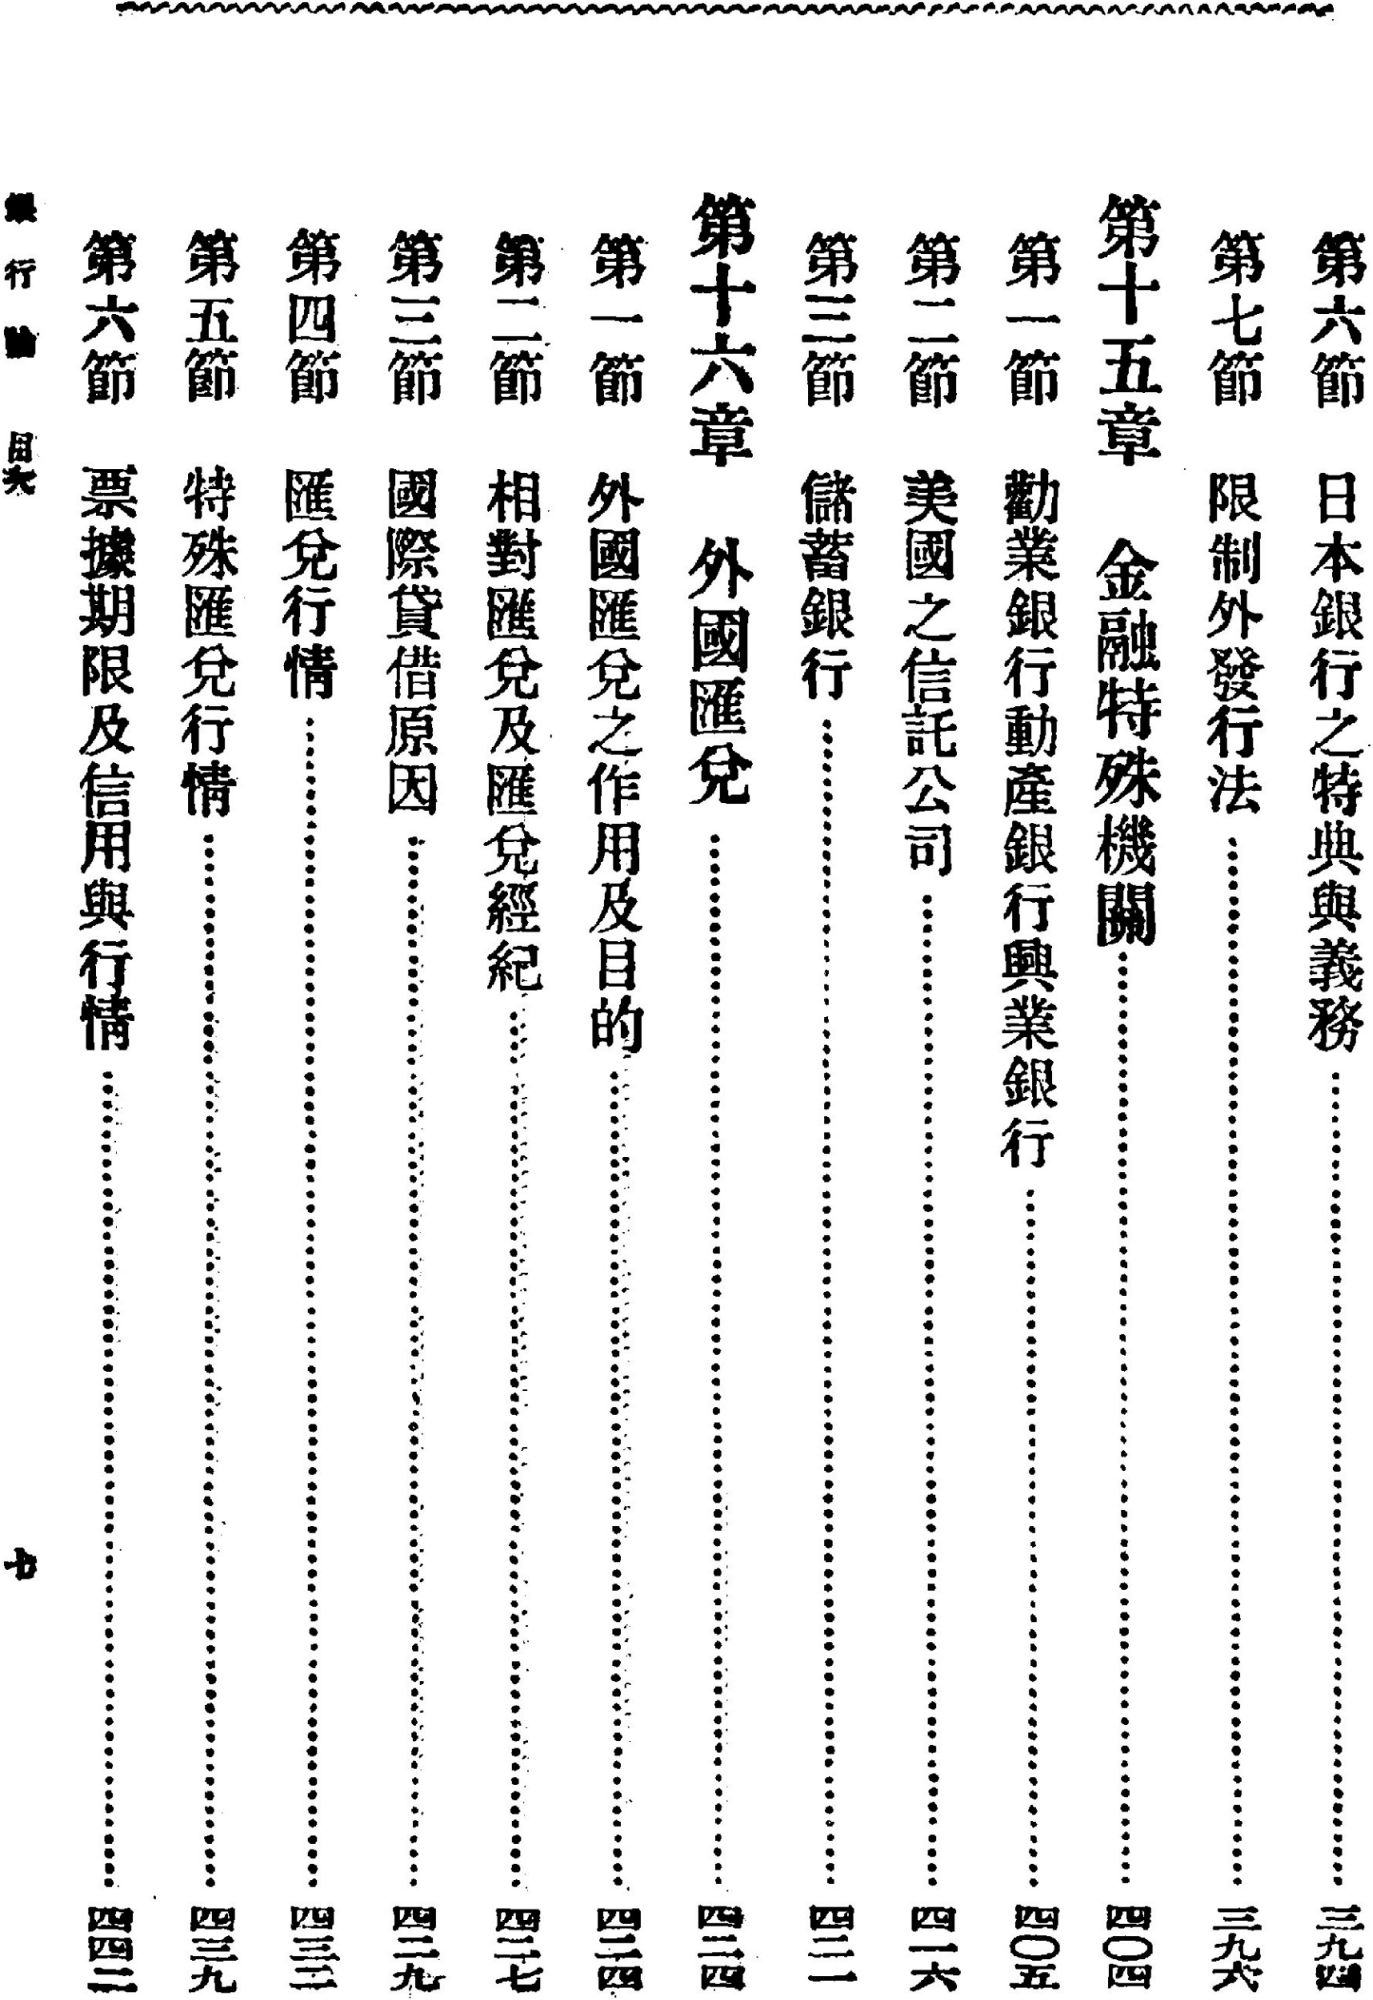 第六節 日本銀行之特典與義務………三九四
第七節 限制外發行法………三九六
第十五章 金融特殊機關………四〇四
第一節 勸業銀行動產銀行興業銀行………四〇五
第二節 美國之信託公司………四一六
第三節 儲蓄銀行………四二一
第十六章 外國匯兌………四二四
第一節 外國匯兌之作用及目的………四二四
第二節 相對匯兌及匯兌經紀………四二七
第三節 國際貸借原因………四二九
第四節 匯兌行情………四三二
第五節 特殊匯兌行情………四三九
第六節 票據期限及信用與行情………四四二
銀行論 目次 七